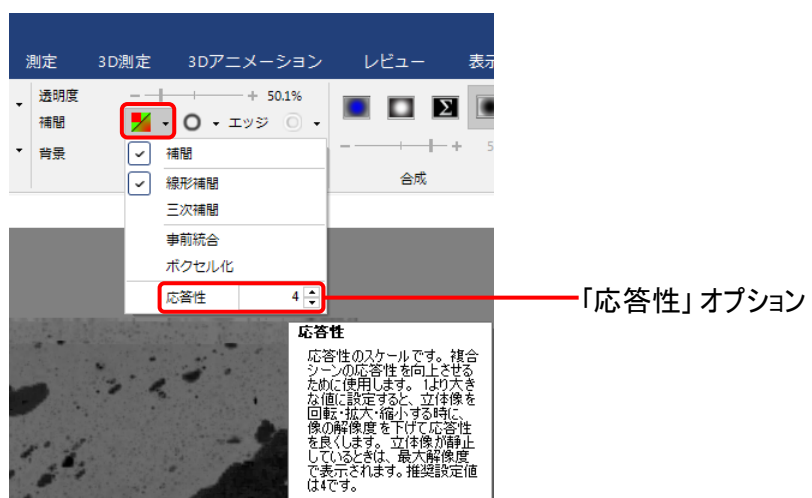 測定 3D測定 3Dアニメーション レビュー 表示
透明度 50.1%
補間 エッジ
背景 5
合成
補間
線形補間
三次補間
事前統合
ボクセル化
応答性 4
「応答性」オプション
応答性
応答性のスケールです。複合
シーンの応答性を向上させる
ために使用します。 1より大き
な値に設定すると、立体像を
回転・拡大・縮小する時に、
像の解像度を下げて応答性
を良くします。 立体像が静止
しているときは、最大解像度
で表示されます。推奨設定値
は4です。